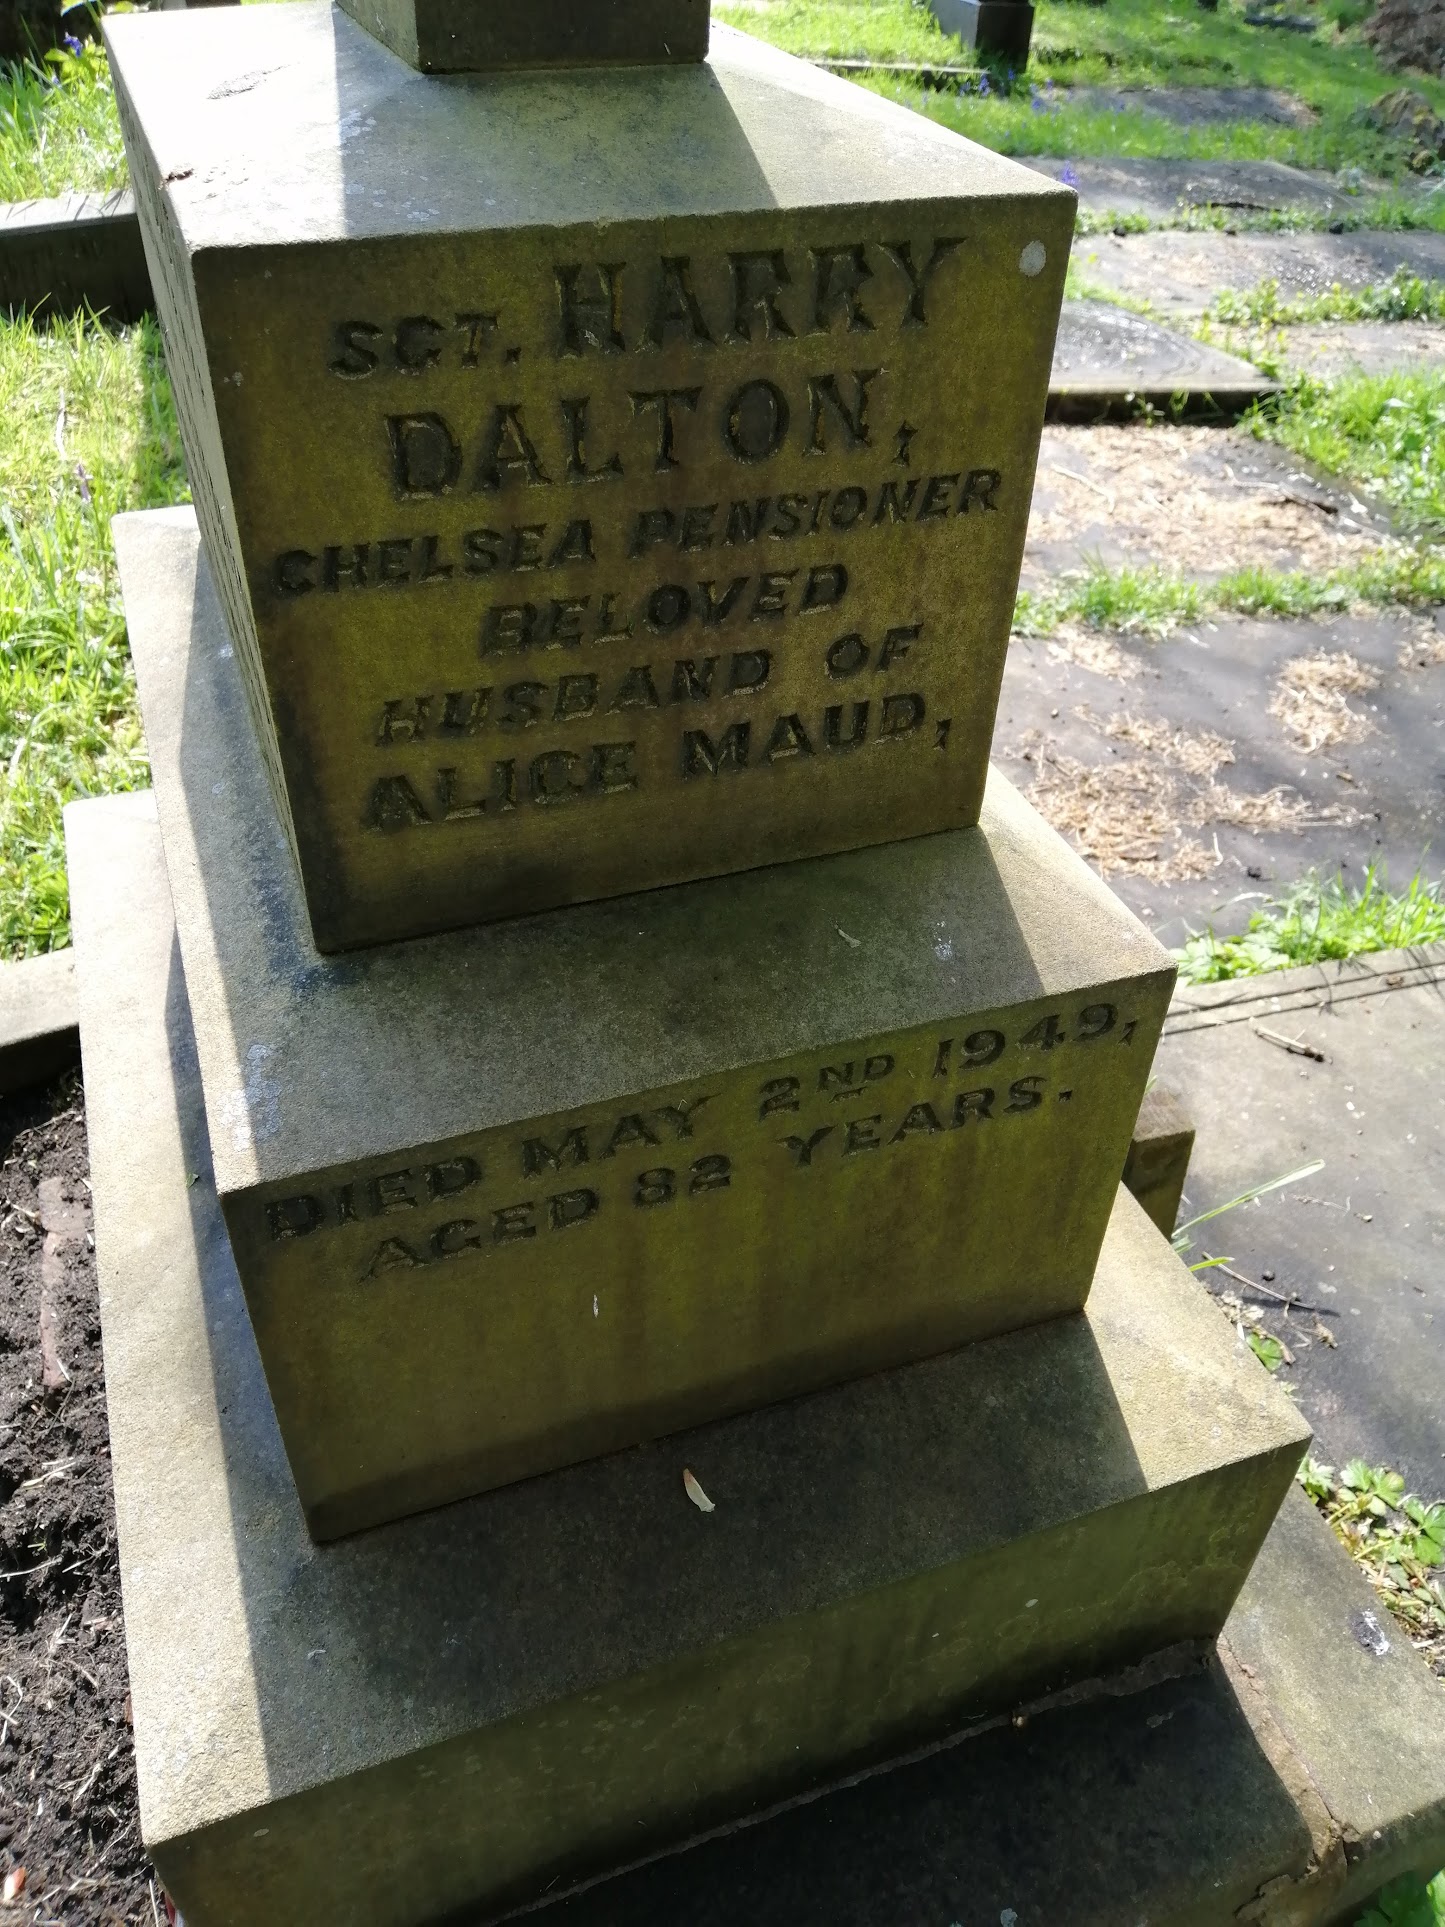 SGT. HARRY
DALTON,
CHELSEA PENSIONER
BELOVED
HUSBAND OF
ALICE MAUD,
DIED MAY 2ND 1949,
AGED 82 YEARS.